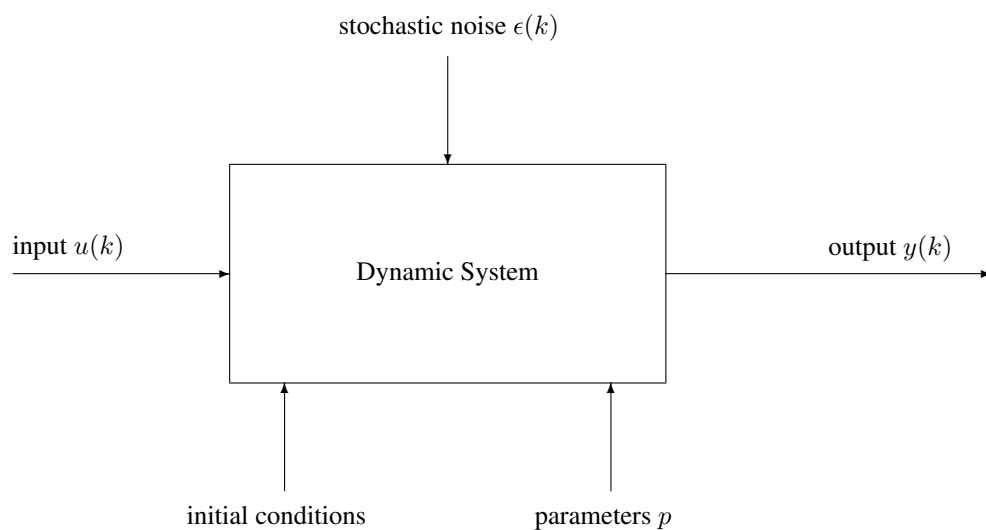 stochastic noise ϵ(k)
input u(k)
Dynamic System
output y(k)
initial conditions
parameters p